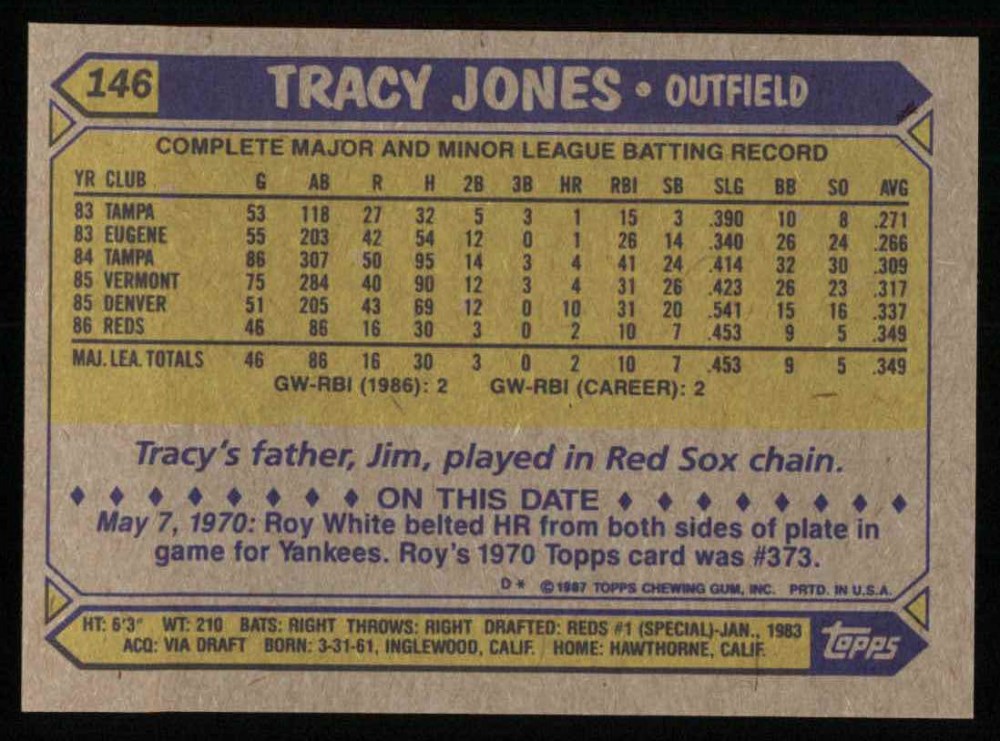 146 TRACY JONES • OUTFIELD
COMPLETE MAJOR AND MINOR LEAGUE BATTING RECORD
YR CLUB G AB R H 2B 3B HR RBI SB SLG BB SO AVG
83 TAMPA 53 118 27 32 5 3 1 15 3 .390 10 8 .271
83 EUGENE 55 203 42 54 12 0 1 26 14 .340 26 24 .266
84 TAMPA 86 307 50 95 14 3 4 41 24 .414 32 30 .309
85 VERMONT 75 284 40 90 12 3 4 31 26 .423 26 23 .317
85 DENVER 51 205 43 69 12 0 10 31 20 .541 15 16 .337
86 REDS 46 86 16 30 3 0 2 10 7 .453 9 5 .349
MAJ. LEA. TOTALS 46 86 16 30 3 0 2 10 7 .453 9 5 .349
GW-RBI (1986): 2 GW-RBI (CAREER): 2
Tracy's father, Jim, played in Red Sox chain.
♦ ♦ ♦ ♦ ♦ ♦ ♦ ♦ ON THIS DATE ♦ ♦ ♦ ♦ ♦ ♦ ♦ ♦
May 7, 1970: Roy White belted HR from both sides of plate in
game for Yankees. Roy's 1970 Topps card was #373.
D* ©1987 TOPPS CHEWING GUM, INC. PRTD. IN U.S.A.
HT: 6'3" WT: 210 BATS: RIGHT THROWS: RIGHT DRAFTED: REDS #1 (SPECIAL)-JAN., 1983
ACQ: VIA DRAFT BORN: 3-31-61, INGLEWOOD, CALIF. HOME: HAWTHORNE, CALIF.
topps